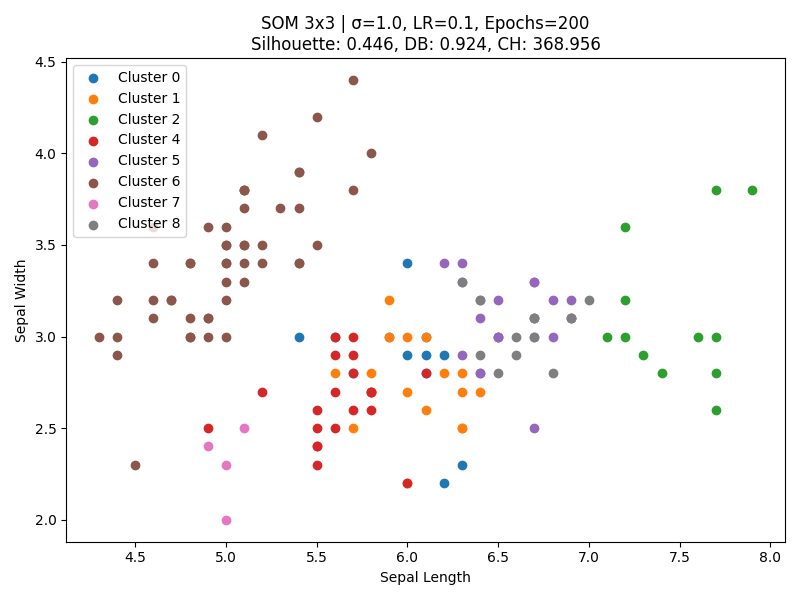 SOM 3x3 | σ=1.0, LR=0.1, Epochs=200
Silhouette: 0.446, DB: 0.924, CH: 368.956
4.5
4.0
3.5
3.0
2.5
2.0
Sepal Width
Cluster 0
Cluster 1
Cluster 2
Cluster 4
Cluster 5
Cluster 6
Cluster 7
Cluster 8
4.5 5.0 5.5 6.0 6.5 7.0 7.5 8.0
Sepal Length